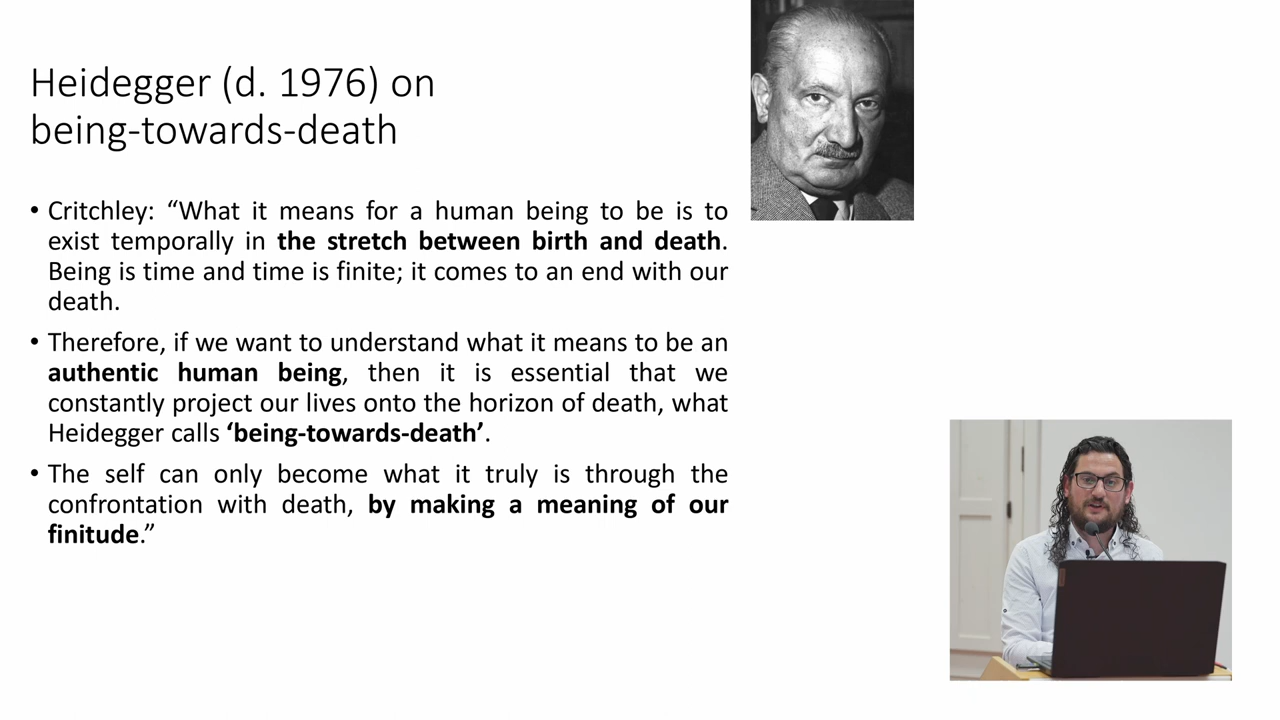 Heidegger (d. 1976) on
being-towards-death
• Critchley: “What it means for a human being to be is to
exist temporally in the stretch between birth and death.
Being is time and time is finite; it comes to an end with our
death.
• Therefore, if we want to understand what it means to be an
authentic human being, then it is essential that we
constantly project our lives onto the horizon of death, what
Heidegger calls ‘being-towards-death’.
• The self can only become what it truly is through the
confrontation with death, by making a meaning of our
finitude.”